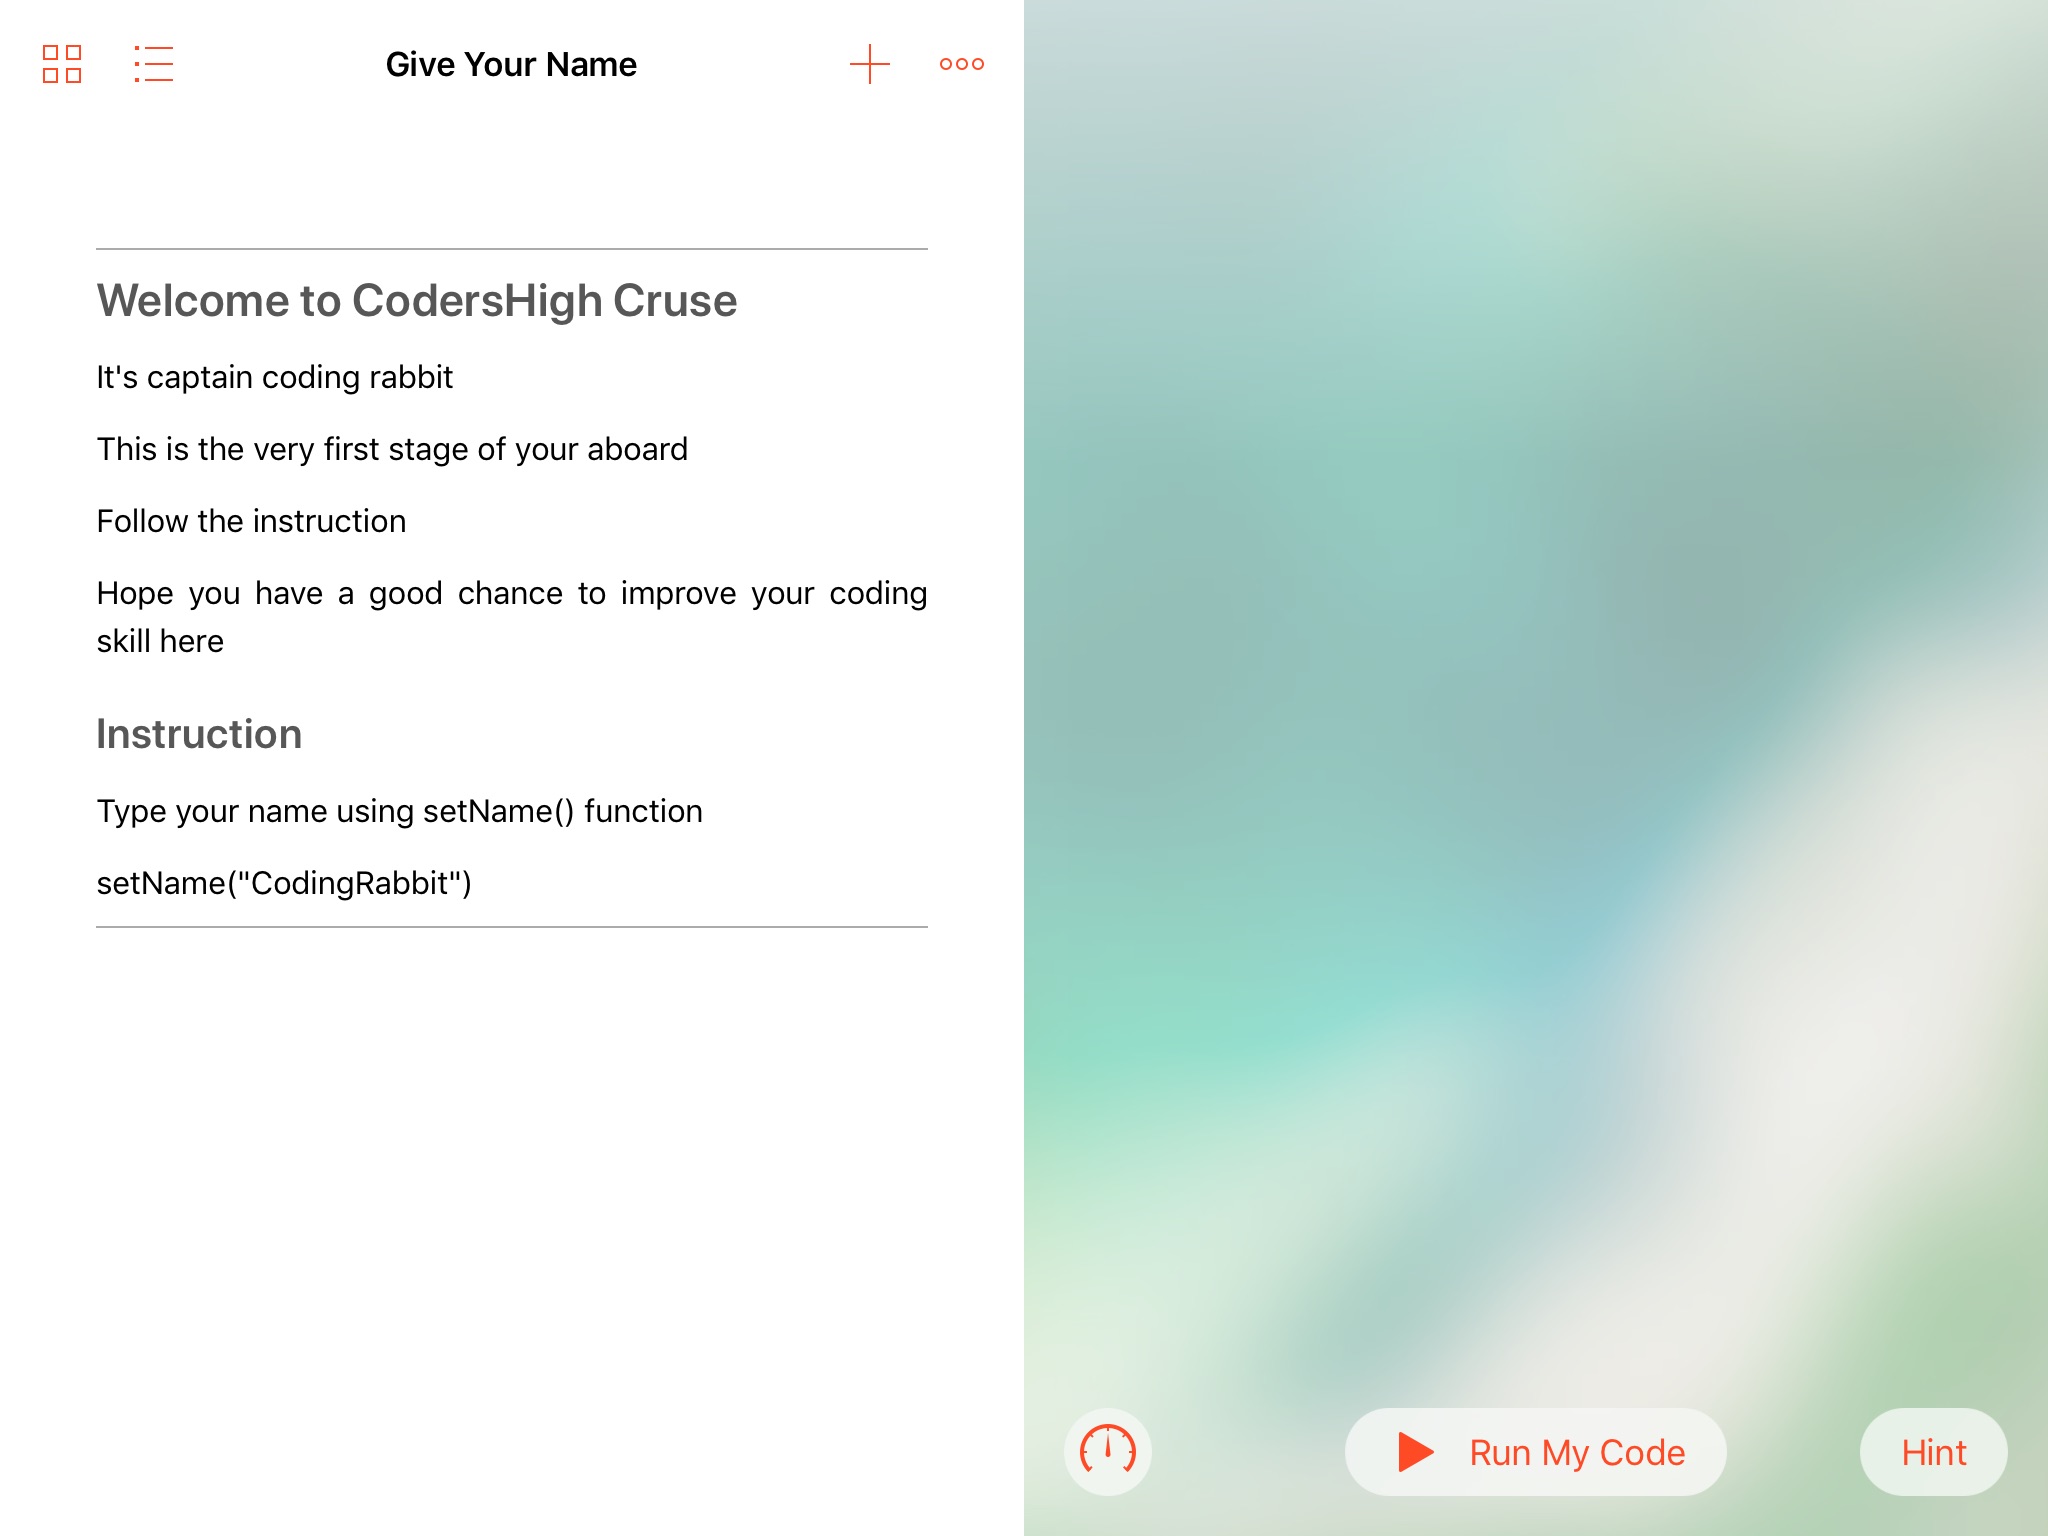 Give Your Name
Welcome to CodersHigh Cruse
It's captain coding rabbit
This is the very first stage of your aboard
Follow the instruction
Hope you have a good chance to improve your coding
skill here
Instruction
Type your name using setName() function
setName("CodingRabbit")
Run My Code
Hint